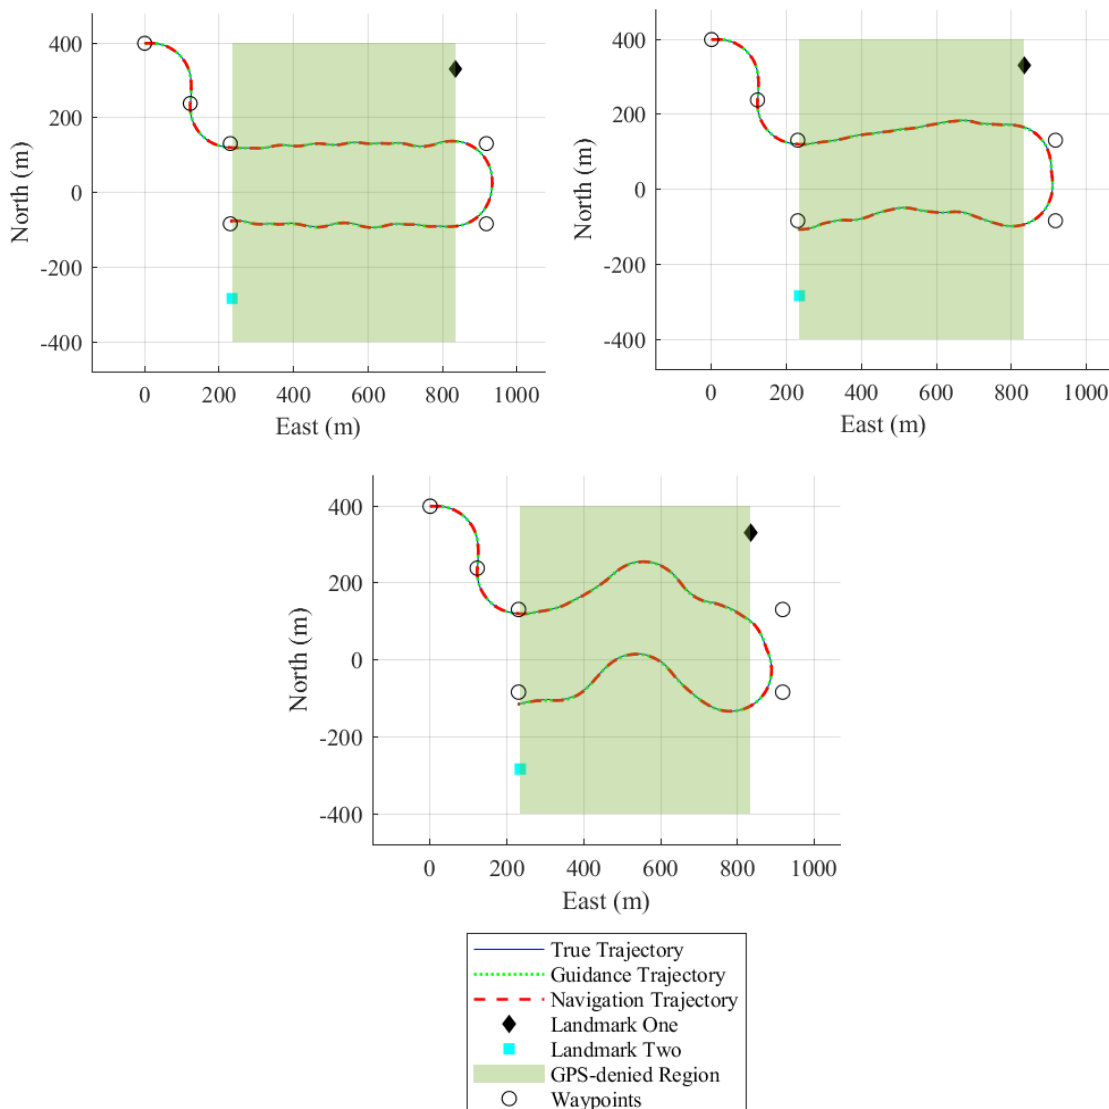 400
200
0
-200
-400
North (m)
0 200 400 600 800 1000
East (m)
400
200
0
-200
-400
North (m)
0 200 400 600 800 1000
East (m)
400
200
0
-200
-400
North (m)
0 200 400 600 800 1000
East (m)
True Trajectory
Guidance Trajectory
Navigation Trajectory
Landmark One
Landmark Two
GPS-denied Region
Waypoints